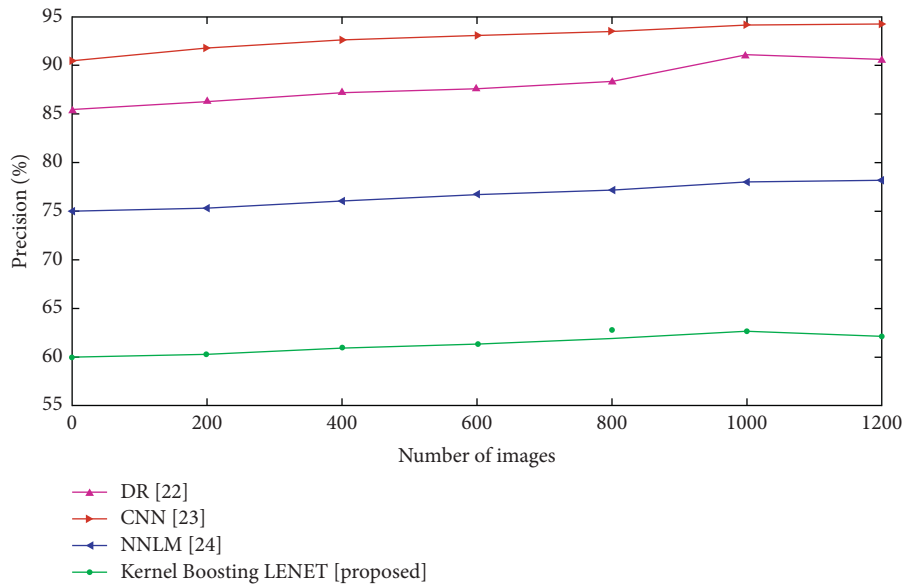 Precision (%)
95
90
85
80
75
70
65
60
55
0 200 400 600 800 1000 1200
Number of images
DR [22]
CNN [23]
NNLM [24]
Kernel Boosting LENET [proposed]